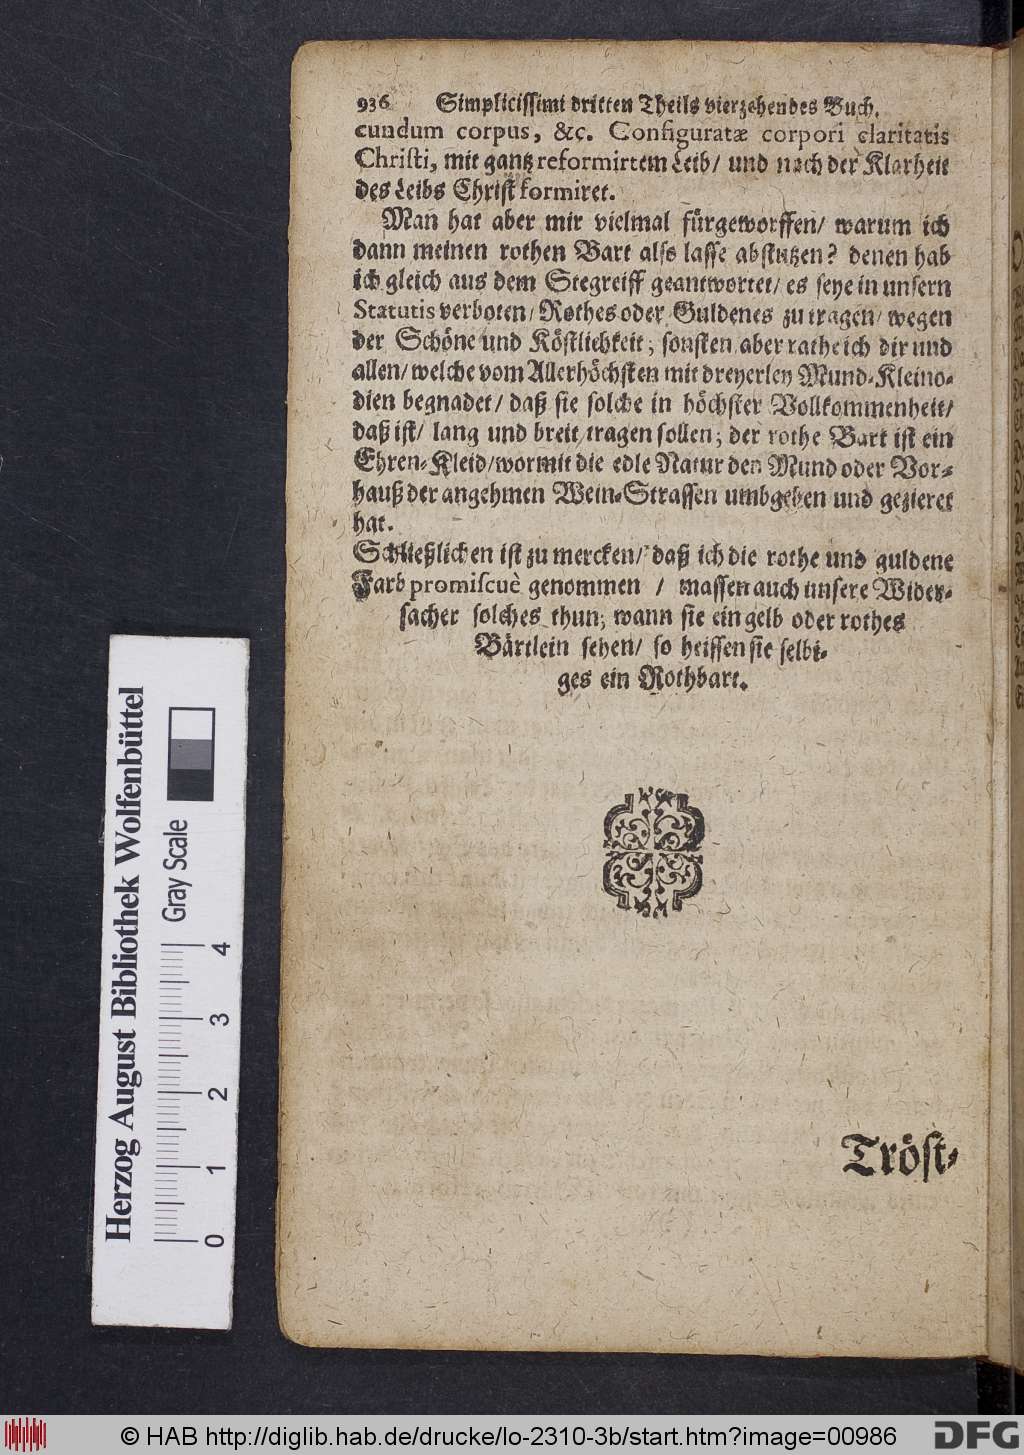 936 Simplicissimi dritten Theils vierzehendes Buch.
cundum corpus, &c. Configuratæ corpori claritatis
Christi, mit gantz reformirtem Leib/ und nach der Klarheit
des Leibs Christ formiret.
Man hat aber mir vielmal fürgeworffen/ warum ich
dann meinen rothen Bart also lasse abstutzen? denen hab
ich gleich aus dem Stegreiff geantwortet/ es seye in unsern
Statutis verboten/ Rothes oder Guldenes zu tragen/ wegen
der Schöne und Köstlichkeit; sonsten aber rathe ich dir und
allen/ welche vom Allerhöchsten mit dreyerley Mund-Kleino-
dien begnadet/ daß sie solche in höchster Vollkommenheit/
daß ist/ lang und breit/ tragen sollen; der rothe Bart ist ein
Ehren-Kleid/ wormit die edle Natur den Mund oder Vor-
hauß der angehmen Wein-Strassen umbgeben und gezieret
hat.
Schließlichen ist zu mercken/ daß ich die rothe und guldene
Farb promiscuè genommen / massen auch unsere Wider-
sacher solches thun; wann sie ein gelb oder rothes
Bärtlein sehen/ so heissen sie selbi-
ges ein Rothbart.
Tröst-
Herzog August Bibliothek Wolfenbüttel
Gray Scale
0 1 2 3 4
© HAB http://diglib.hab.de/drucke/lo-2310-3b/start.htm?image=00986
DFG